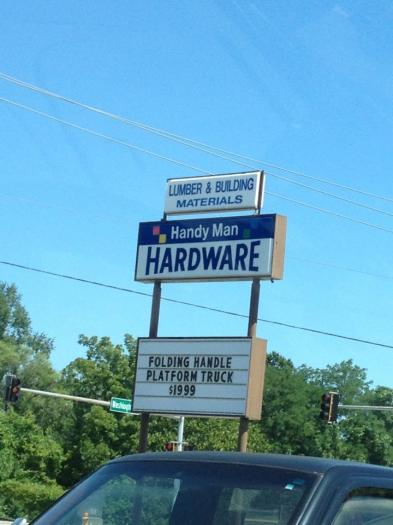 LUMBER & BUILDING
MATERIALS
Handy Man
HARDWARE
FOLDING HANDLE
PLATFORM TRUCK
$1999